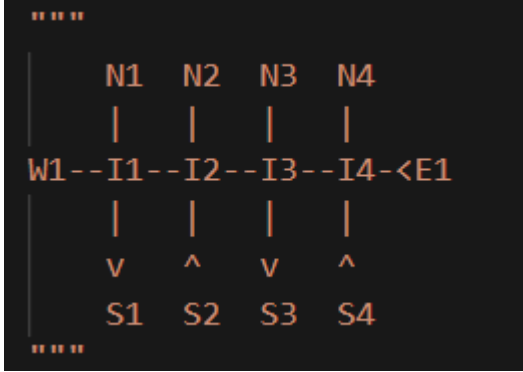 """
    N1  N2  N3  N4
    |   |   |   |
W1--I1--I2--I3--I4-<E1
    |   |   |   |
    v   ^   v   ^
    S1  S2  S3  S4
"""